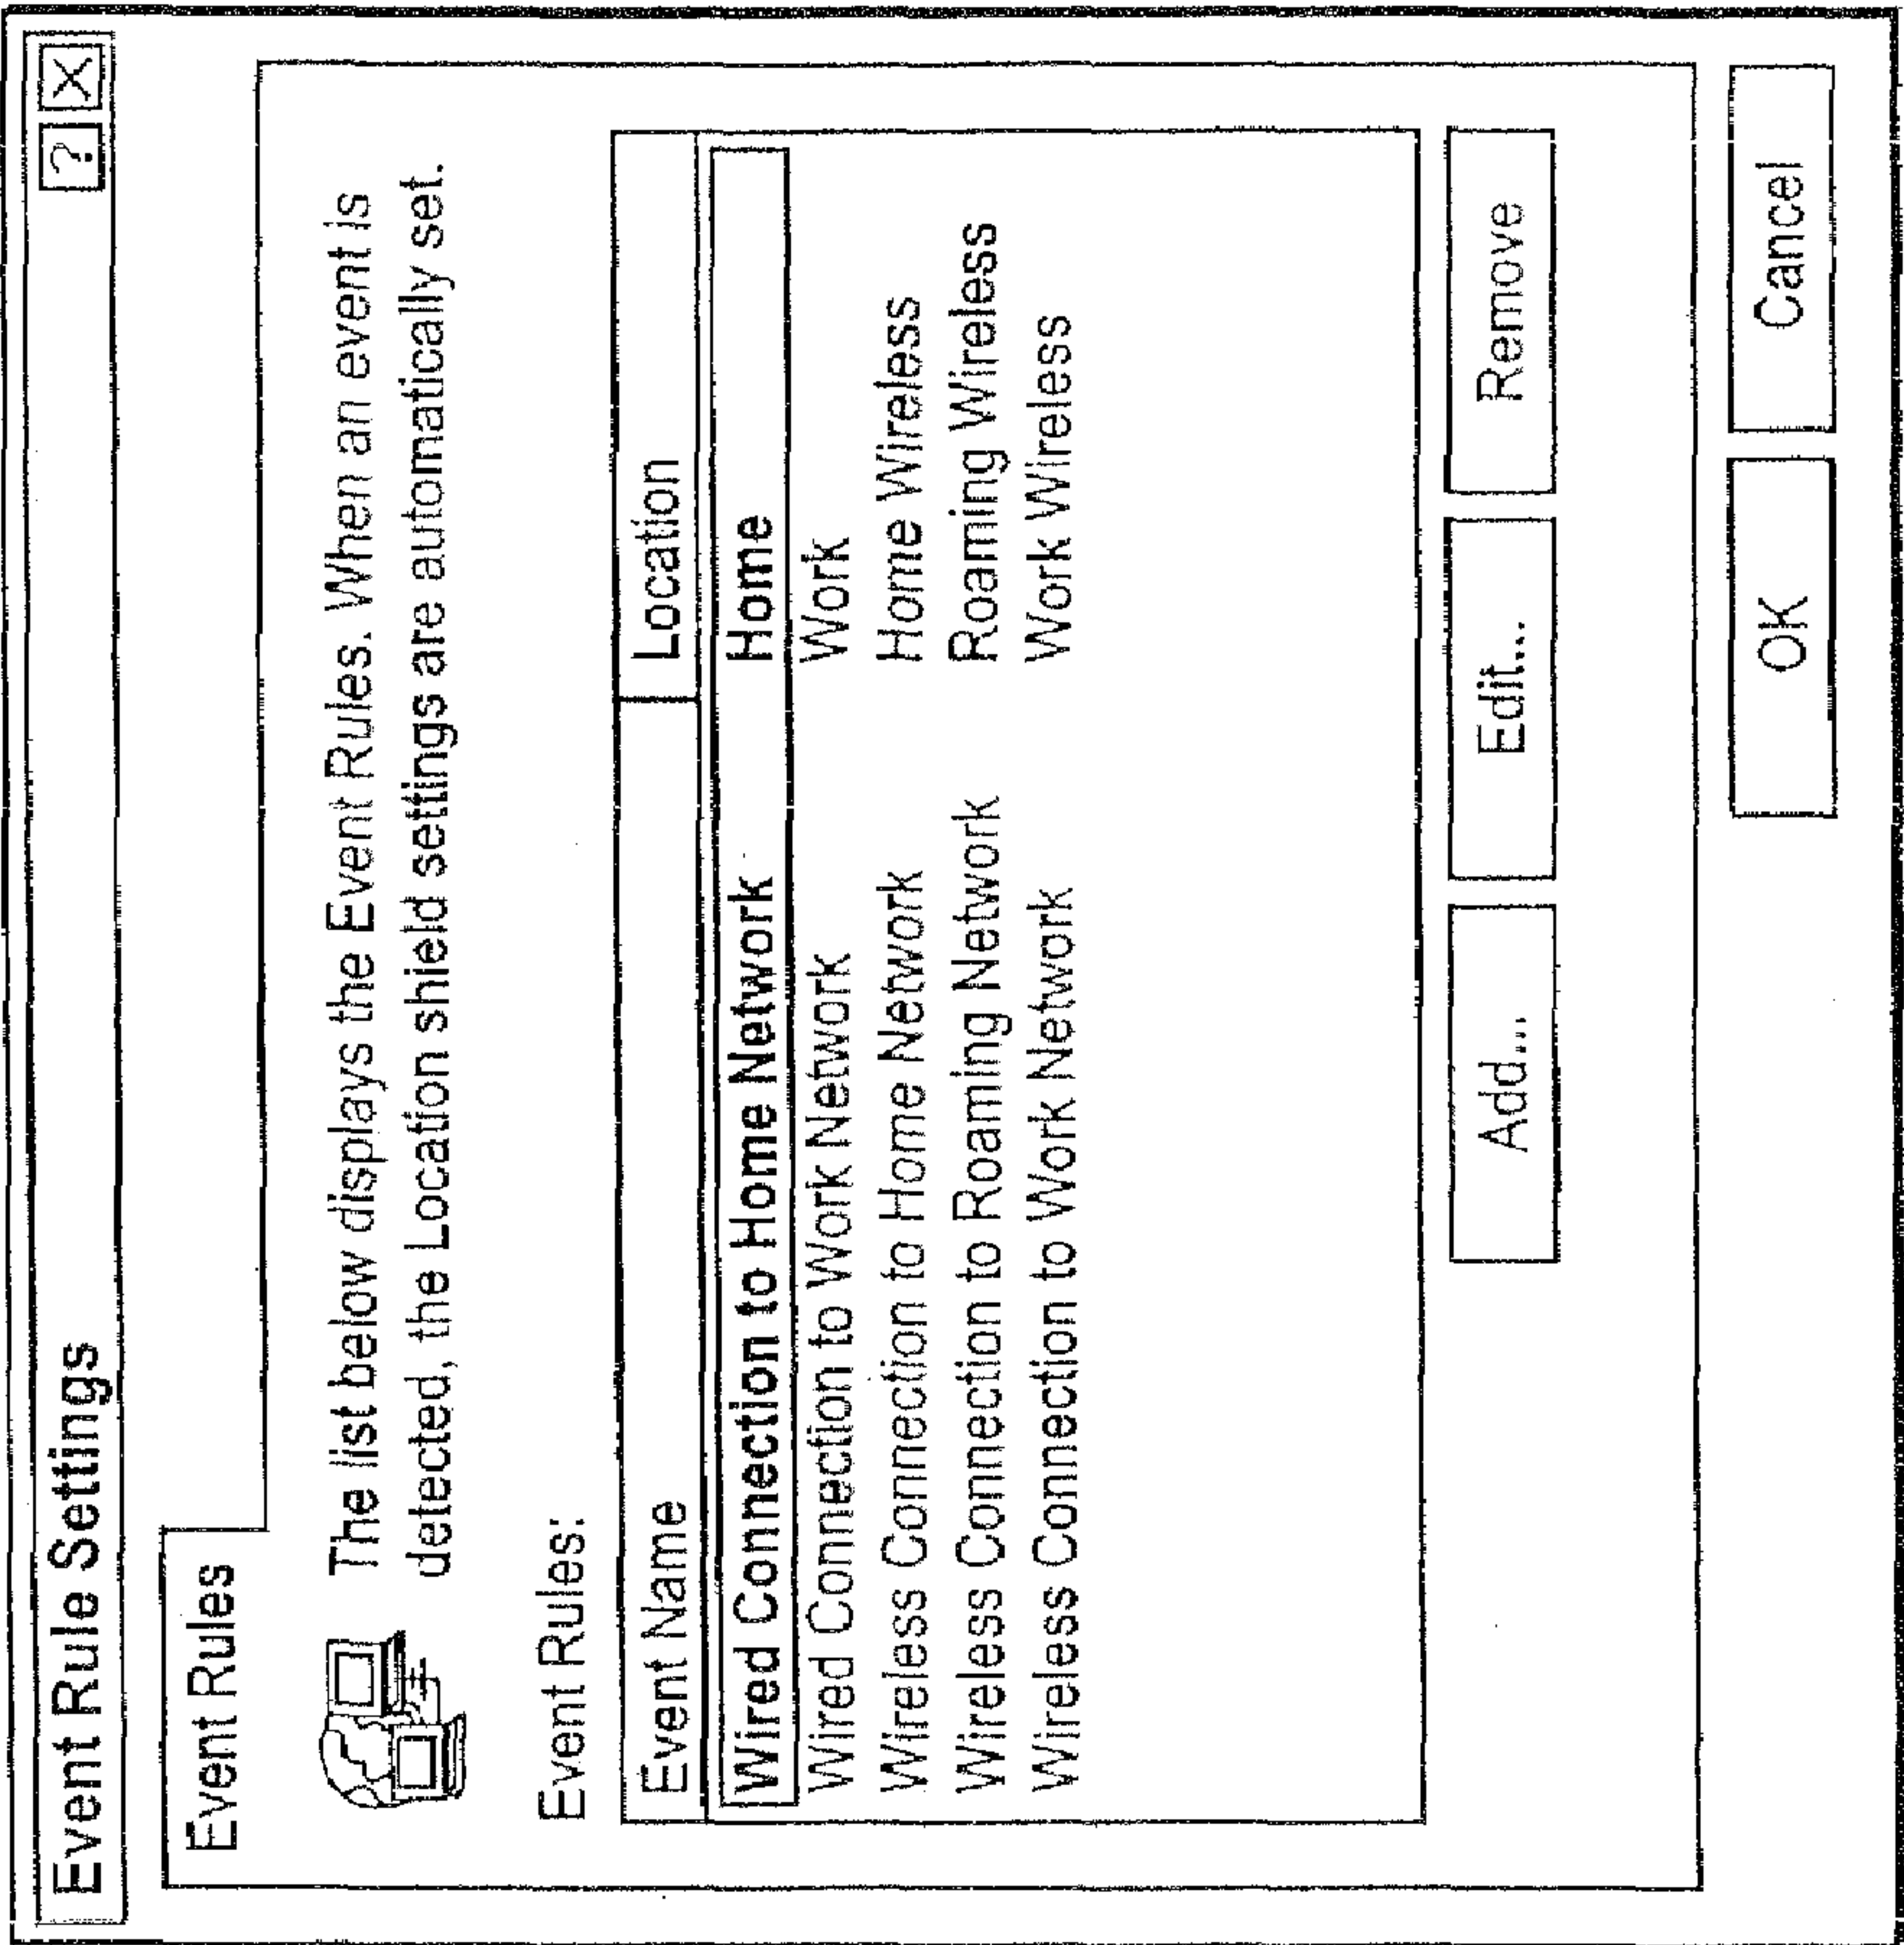 Event Rule Settings ? X
Event Rules
The list below displays the Event Rules. When an event is
detected, the Location shield settings are automatically set.
Event Rules:
Event Name Location
Wired Connection to Home Network Home
Wired Connection to Work Network Work
Wireless Connection to Home Network Home Wireless
Wireless Connection to Roaming Network Roaming Wireless
Wireless Connection to Work Network Work Wireless
Add... Edit... Remove
OK Cancel